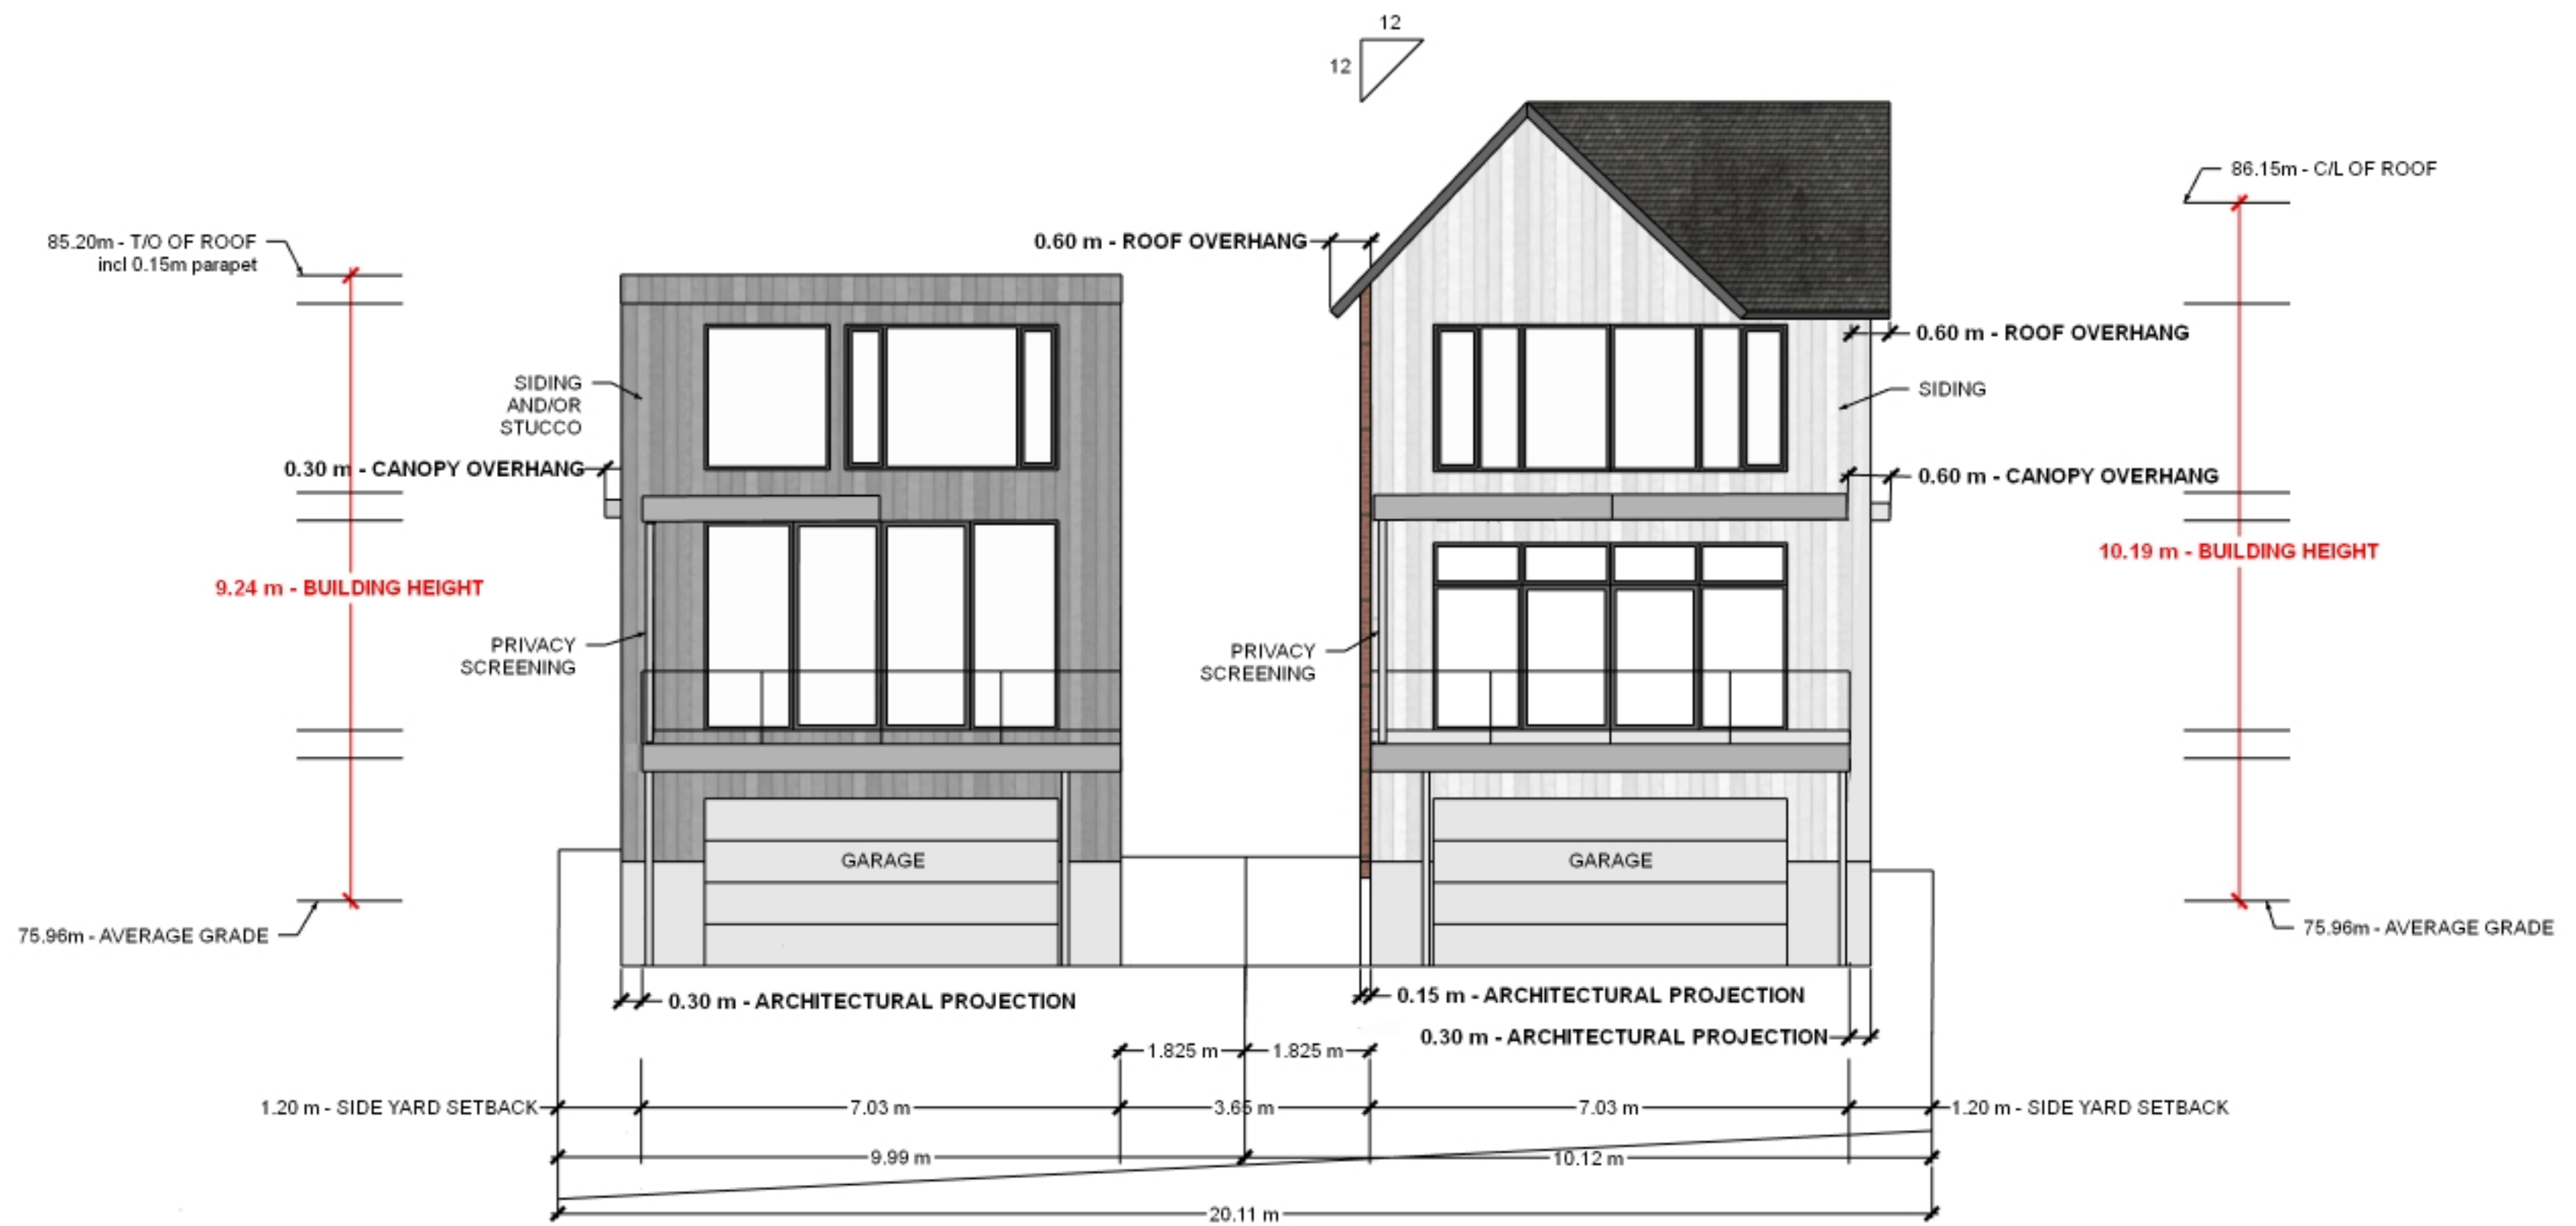 12
12
86.15m - C/L OF ROOF
85.20m - T/O OF ROOF
incl 0.15m parapet
0.60 m - ROOF OVERHANG
0.60 m - ROOF OVERHANG
SIDING
AND/OR
STUCCO
SIDING
0.30 m - CANOPY OVERHANG
0.60 m - CANOPY OVERHANG
10.19 m - BUILDING HEIGHT
9.24 m - BUILDING HEIGHT
PRIVACY
SCREENING
PRIVACY
SCREENING
GARAGE
GARAGE
75.96m - AVERAGE GRADE
75.96m - AVERAGE GRADE
0.30 m - ARCHITECTURAL PROJECTION
0.15 m - ARCHITECTURAL PROJECTION
0.30 m - ARCHITECTURAL PROJECTION
1.825 m
1.825 m
1.20 m - SIDE YARD SETBACK
7.03 m
3.65 m
7.03 m
1.20 m - SIDE YARD SETBACK
9.99 m
10.12 m
20.11 m